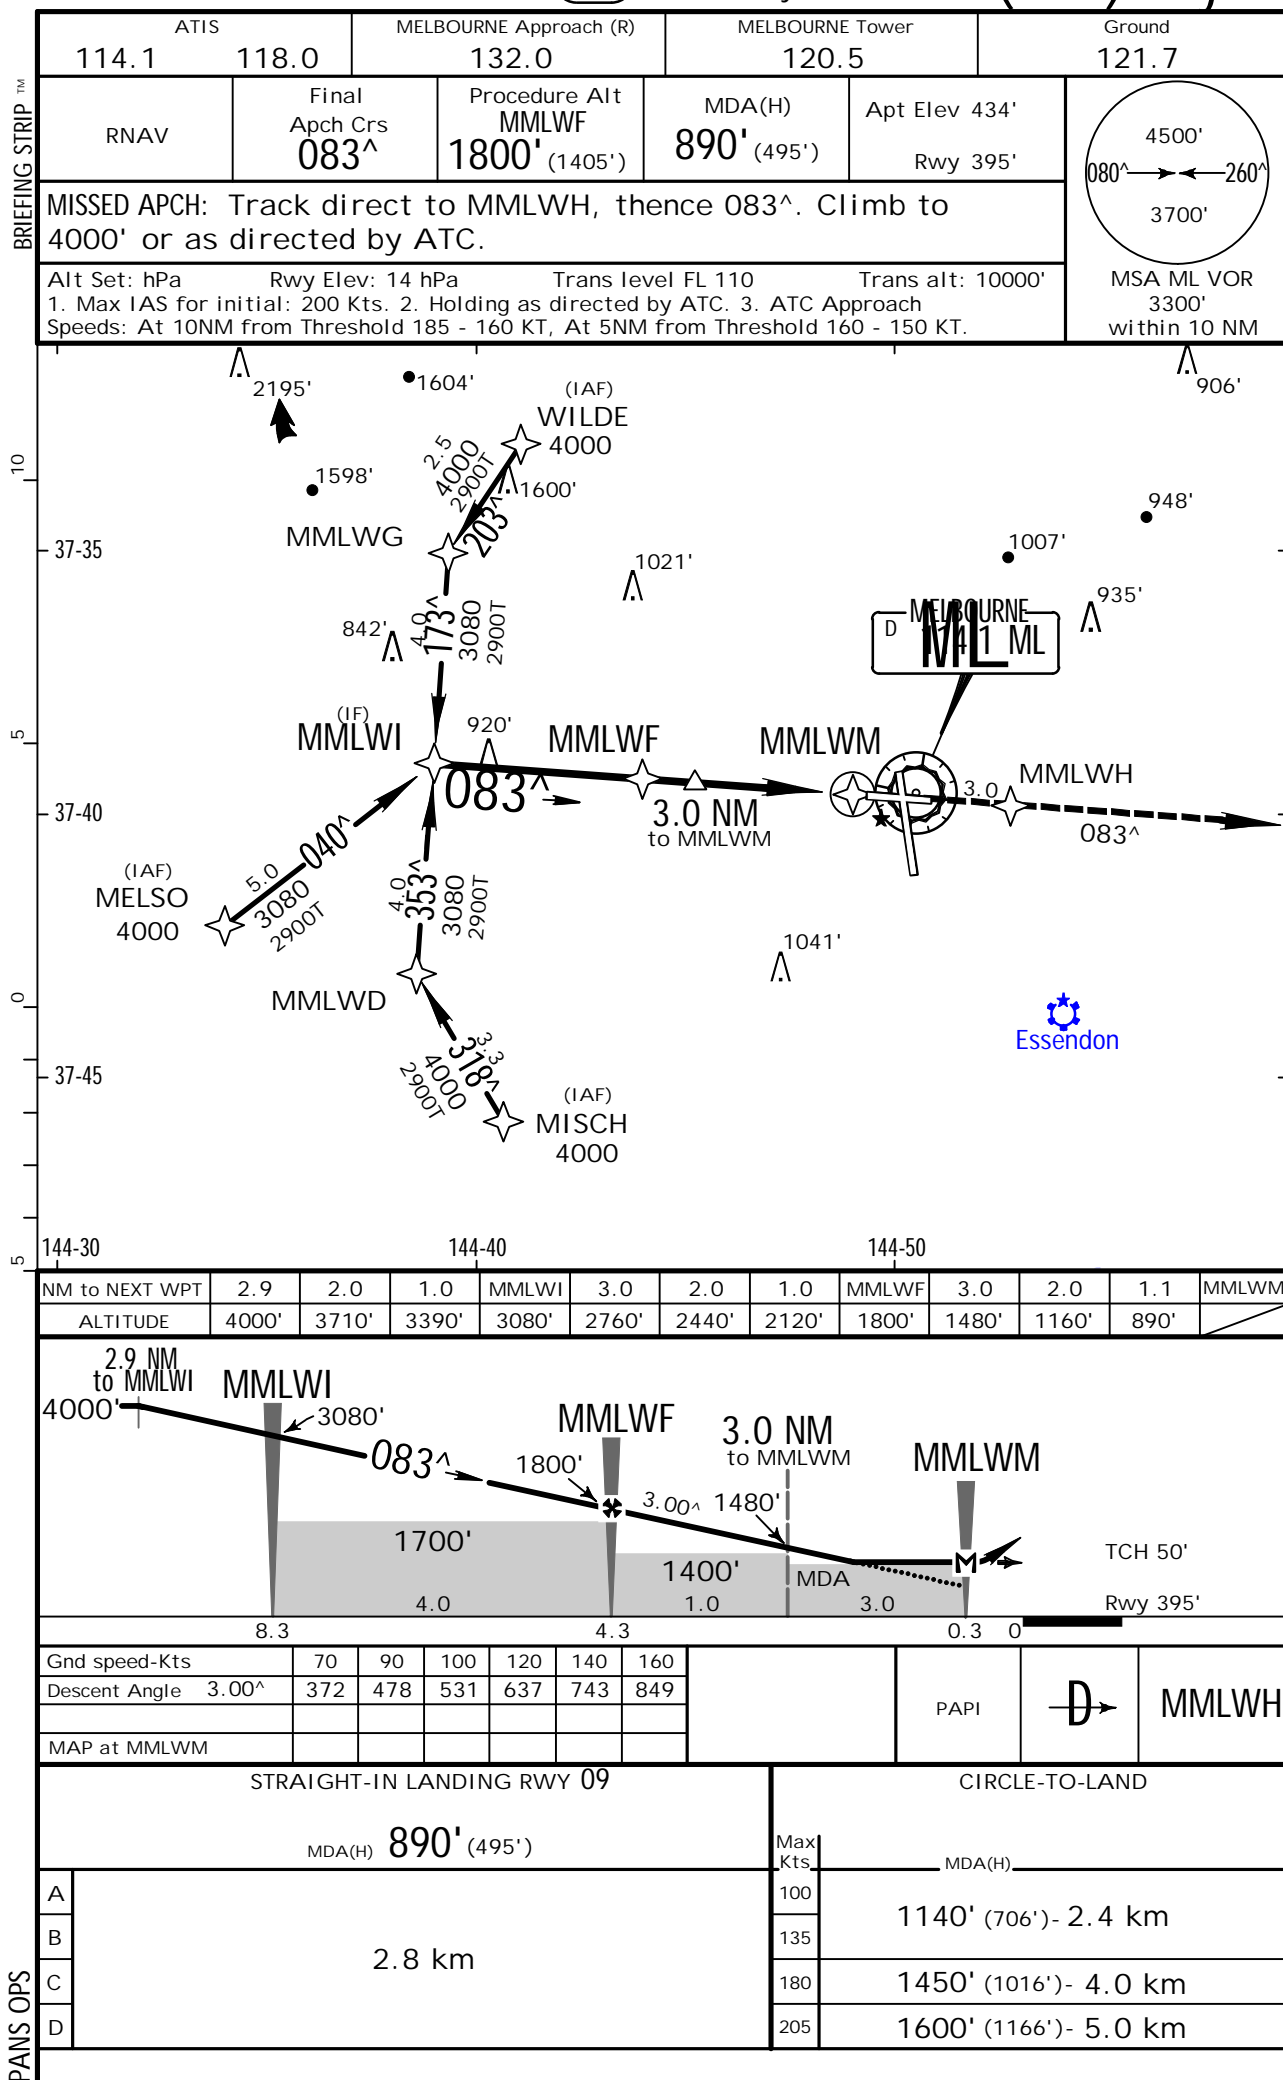 ATIS
114.1 118.0
MELBOURNE Approach (R)
132.0
MELBOURNE Tower
120.5
Ground
121.7
BRIEFING STRIP ™
RNAV
Final
Apch Crs
083^
Procedure Alt
MMLWF
1800' (1405')
MDA(H)
890' (495')
Apt Elev 434'
Rwy 395'
4500'
080^ 260^
3700'
MSA ML VOR
3300'
within 10 NM
MISSED APCH: Track direct to MMLWH, thence 083^. Climb to
4000' or as directed by ATC.
Alt Set: hPa Rwy Elev: 14 hPa Trans level FL 110 Trans alt: 10000'
1. Max IAS for initial: 200 Kts. 2. Holding as directed by ATC. 3. ATC Approach
Speeds: At 10NM from Threshold 185 - 160 KT, At 5NM from Threshold 160 - 150 KT.
2195'
1604'
(IAF)
WILDE
4000
906'
2.5
4000
2900T
203^
10
1598'
1600'
948'
MMLWG
37-35
1007'
1021'
935'
842'
4.0
173^
3080
2900T
MELBOURNE
D 114.1 ML
ML
(IF)
MMLWI
920'
MMLWF
MMLWM
5
083^
3.0
MMLWH
3.0 NM
to MMLWM
37-40
083^
(IAF)
MELSO
4000
5.0
040^
3080
2900T
4.0
353^
3080
2900T
1041'
MMLWD
0
Essendon
37-45
3.3
318^
4000
2900T
(IAF)
MISCH
4000
5
144-30 144-40 144-50
NM to NEXT WPT 2.9 2.0 1.0 MMLWI 3.0 2.0 1.0 MMLWF 3.0 2.0 1.1 MMLWM
ALTITUDE 4000' 3710' 3390' 3080' 2760' 2440' 2120' 1800' 1480' 1160' 890'
2.9 NM
to MMLWI
MMLWI
4000'
3080'
083^
MMLWF
1800'
3.0 NM
to MMLWM
3.00^
1480'
MMLWM
M
TCH 50'
1700'
1400'
MDA
Rwy 395'
4.0 1.0 3.0
8.3 4.3 0.3 0
Gnd speed-Kts 70 90 100 120 140 160
Descent Angle 3.00^ 372 478 531 637 743 849
MAP at MMLWM
PAPI
D
MMLWH
STRAIGHT-IN LANDING RWY 09
MDA(H) 890' (495')
CIRCLE-TO-LAND
Max
Kts
MDA(H)
A
B
C
D
2.8 km
100
135
1140' (706')- 2.4 km
180
1450' (1016')- 4.0 km
205
1600' (1166')- 5.0 km
PANS OPS